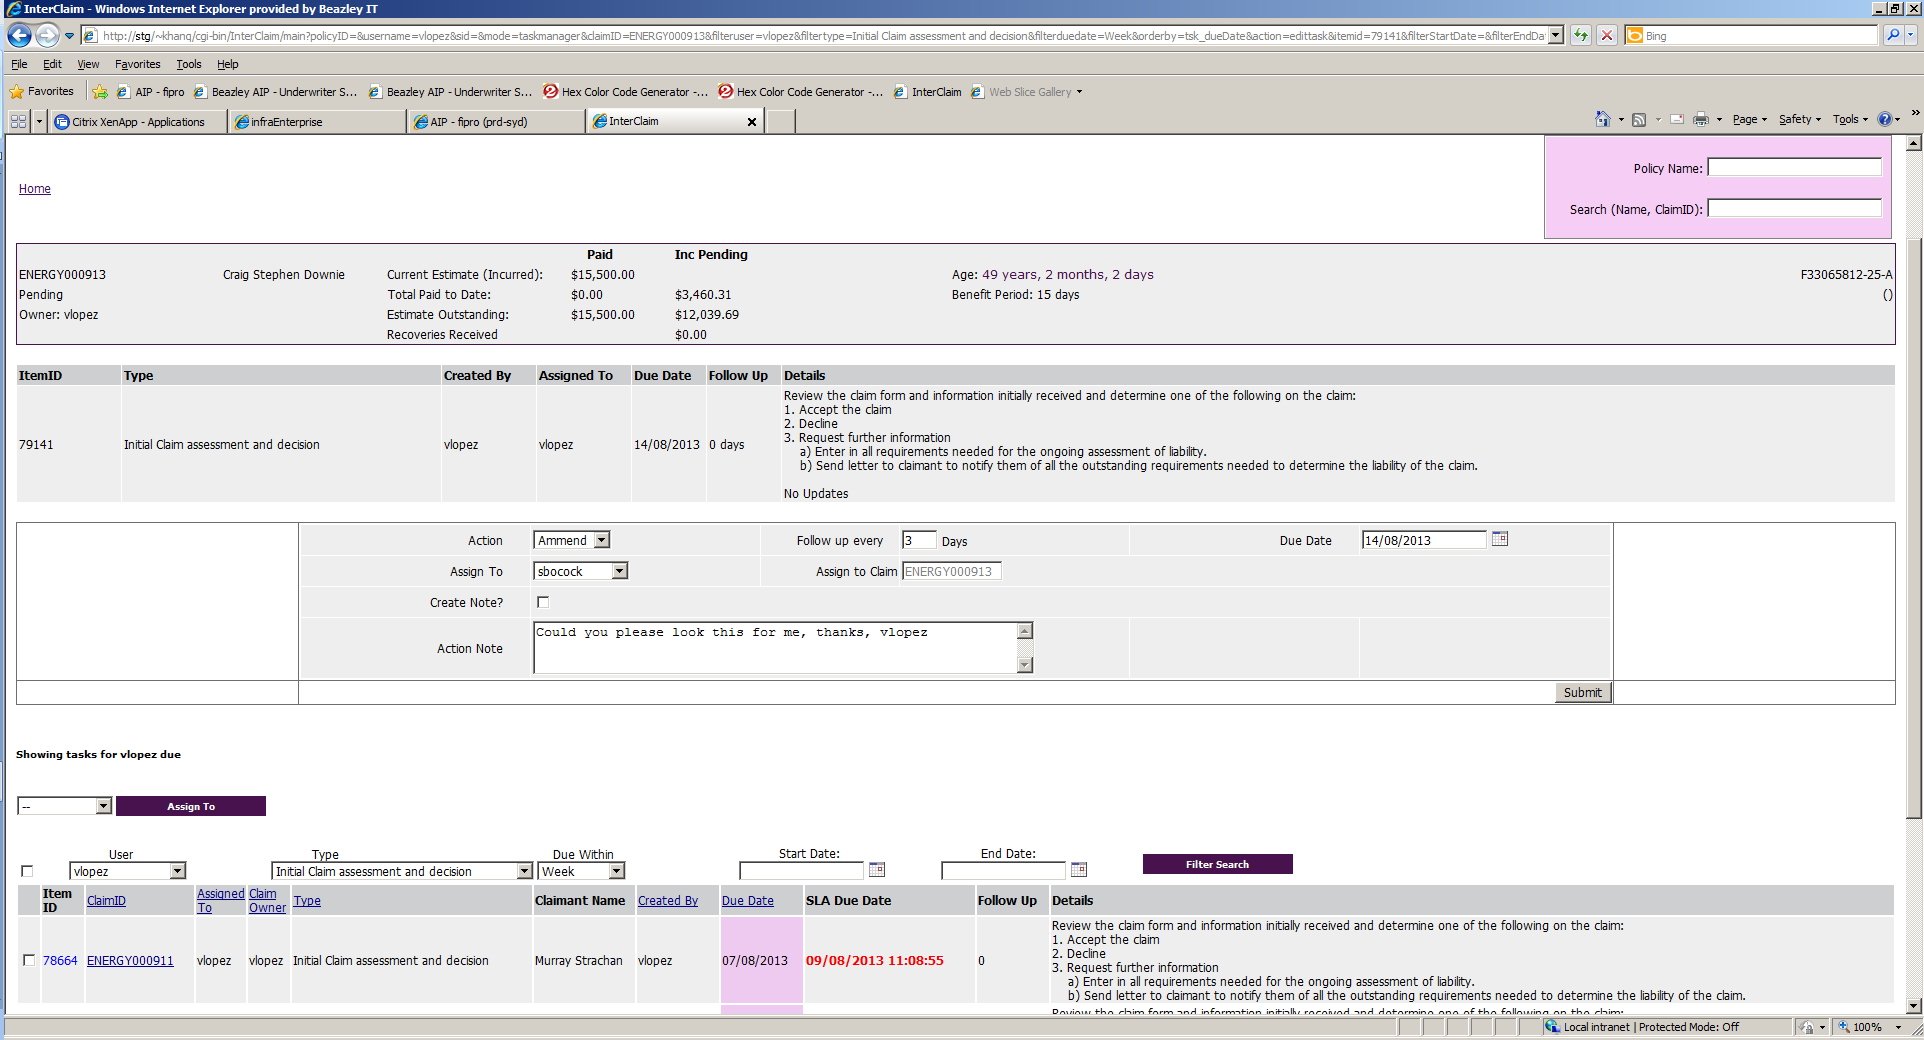 InterClaim - Windows Internet Explorer provided by Beazley IT
http://stg/~khanq/cgi-bin/InterClaim/main?policyID=&username=vlopez&sid=&mode=taskmanager&claimID=ENERGY000913&filteruser=vlopez&filtertype=Initial Claim assessment and decision&filterduedate=Week&orderby=tsk_dueDate&action=edittask&itemid=79141&filterStartDate=&filterEndDa
Bing
File Edit View Favorites Tools Help
Favorites AIP - fipro Beazley AIP - Underwriter S... Beazley AIP - Underwriter S... Hex Color Code Generator -... Hex Color Code Generator -... InterClaim Web Slice Gallery
Citrix XenApp - Applications infraEnterprise AIP - fipro (prd-syd) InterClaim Page Safety Tools
Policy Name:
Home
Search (Name, ClaimID):
Paid Inc Pending
ENERGY000913 Craig Stephen Downie Current Estimate (Incurred): $15,500.00 Age: 49 years, 2 months, 2 days F33065812-25-A
Pending Total Paid to Date: $0.00 $3,460.31 Benefit Period: 15 days ()
Owner: vlopez Estimate Outstanding: $15,500.00 $12,039.69
Recoveries Received $0.00
ItemID Type Created By Assigned To Due Date Follow Up Details
Review the claim form and information initially received and determine one of the following on the claim:
1. Accept the claim
2. Decline
3. Request further information
79141 Initial Claim assessment and decision vlopez vlopez 14/08/2013 0 days
a) Enter in all requirements needed for the ongoing assessment of liability.
b) Send letter to claimant to notify them of all the outstanding requirements needed to determine the liability of the claim.
No Updates
Action Ammend Follow up every 3 Days Due Date 14/08/2013
Assign To sbocock Assign to Claim ENERGY000913
Create Note?
Action Note Could you please look this for me, thanks, vlopez
Submit
Showing tasks for vlopez due
-- Assign To
User Type Due Within Start Date: End Date:
vlopez Initial Claim assessment and decision Week Filter Search
Item ID ClaimID Assigned To Claim Owner Type Claimant Name Created By Due Date SLA Due Date Follow Up Details
Review the claim form and information initially received and determine one of the following on the claim:
1. Accept the claim
2. Decline
78664 ENERGY000911 vlopez vlopez Initial Claim assessment and decision Murray Strachan vlopez 07/08/2013 09/08/2013 11:08:55 0
3. Request further information
a) Enter in all requirements needed for the ongoing assessment of liability.
b) Send letter to claimant to notify them of all the outstanding requirements needed to determine the liability of the claim.
Review the claim form and information initially received and determine one of the following on the claim:
Local intranet | Protected Mode: Off 100%